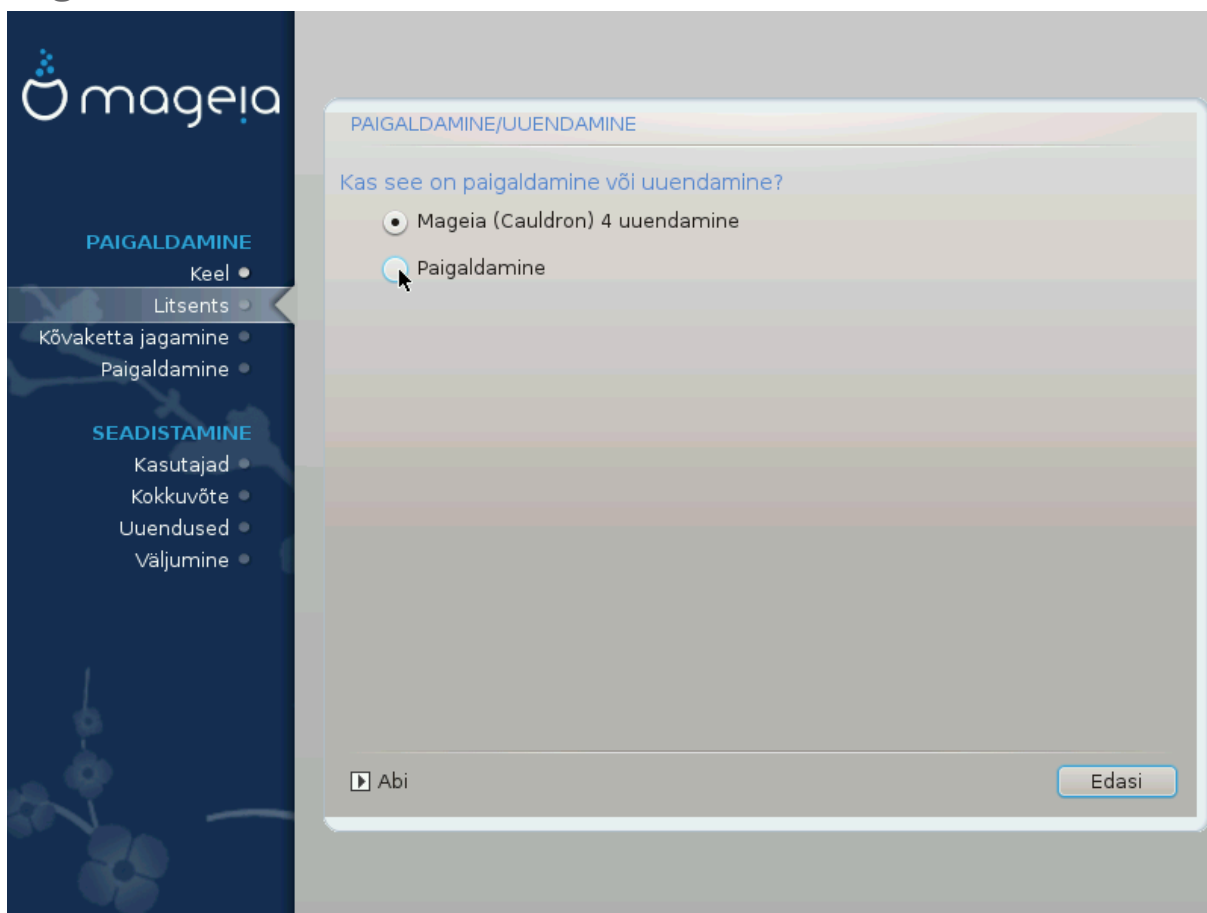 mageia
PAIGALDAMINE
Keel
Litsents
Kõvaketta jagamine
Paigaldamine
SEADISTAMINE
Kasutajad
Kokkuvõte
Uuendused
Väljumine
PAIGALDAMINE/UUENDAMINE
Kas see on paigaldamine või uuendamine?
Mageia (Cauldron) 4 uuendamine
Paigaldamine
Abi
Edasi